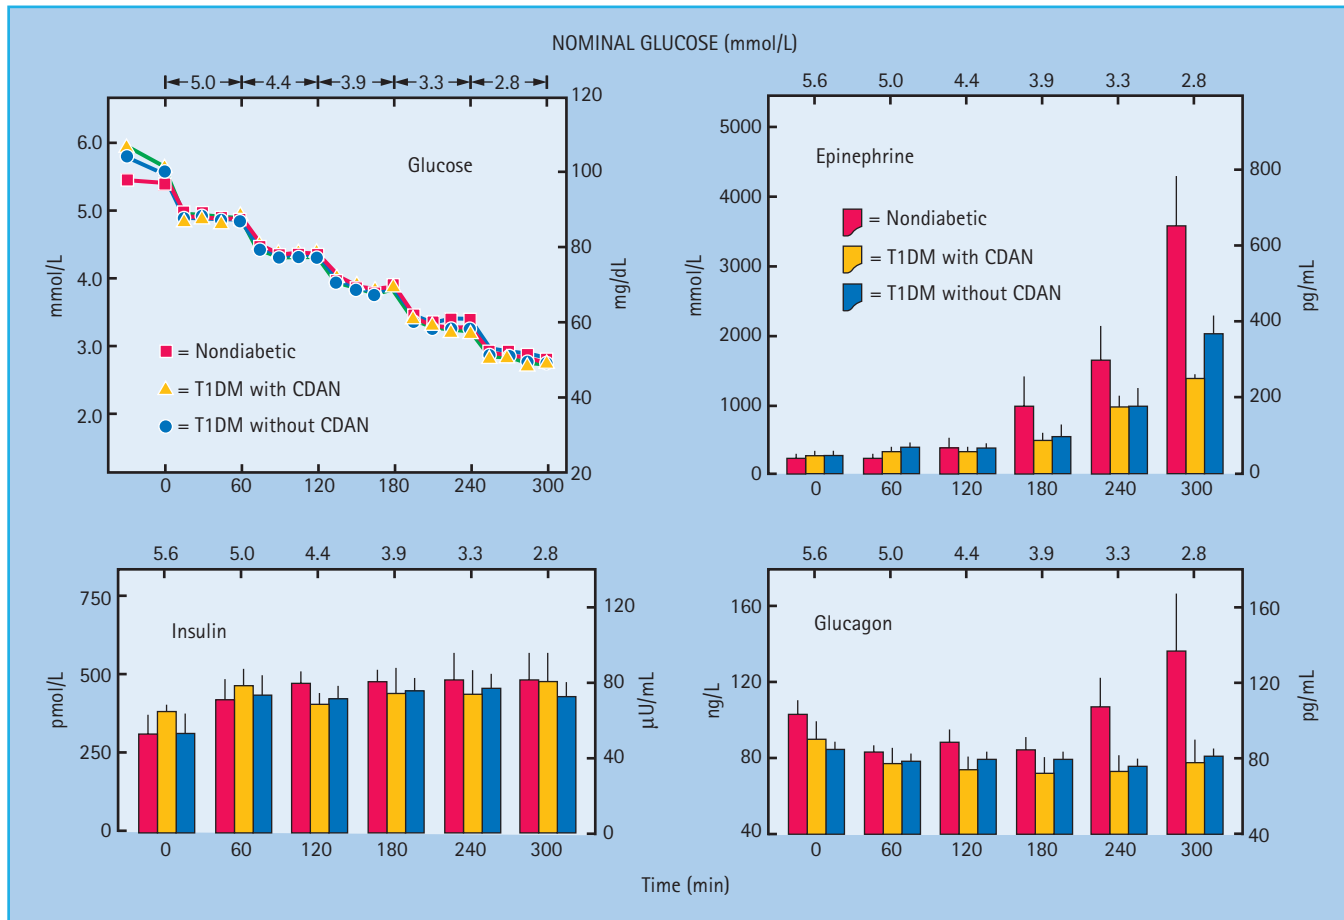 NOMINAL GLUCOSE (mmol/L)
5.0 4.4 3.9 3.3 2.8
6.0
5.0
4.0
3.0
2.0
mmol/L
Glucose
= Nondiabetic
= T1DM with CDAN
= T1DM without CDAN
120
100
80
60
40
20
mg/dL
0 60 120 180 240 300
5.6 5.0 4.4 3.9 3.3 2.8
5000
4000
3000
2000
1000
0
mmol/L
Epinephrine
= Nondiabetic
= T1DM with CDAN
= T1DM without CDAN
800
600
400
200
0
pg/mL
0 60 120 180 240 300
5.6 5.0 4.4 3.9 3.3 2.8
750
500
250
0
pmol/L
Insulin
120
80
40
0
µU/mL
0 60 120 180 240 300
5.6 5.0 4.4 3.9 3.3 2.8
160
120
80
40
ng/L
Glucagon
160
120
80
40
pg/mL
0 60 120 180 240 300
Time (min)